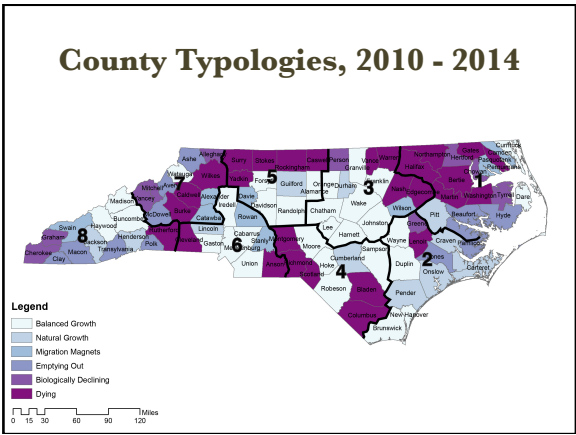 County Typologies, 2010 - 2014
Alleghany
Ashe
Surry
Stokes
Rockingham
Caswell
Person
Granville
Vance
Warren
Northampton
Halifax
Hertford
Gates
Currituck
Camden
Pasquotank
Perquimans
Chowan
Bertie
Watauga
Wilkes
Yadkin
Forsyth
Guilford
Alamance
Orange
Durham
Franklin
Nash
Edgecombe
Martin
Washington
Tyrrell
Dare
Mitchell
Avery
Yancey
Caldwell
Alexander
Iredell
Davie
Davidson
Randolph
Chatham
Wake
Wilson
Pitt
Beaufort
Hyde
Madison
Buncombe
McDowell
Burke
Catawba
Rowan
Lee
Johnston
Greene
Haywood
Swain
Graham
Jackson
Henderson
Rutherford
Cleveland
Lincoln
Gaston
Cabarrus
Stanly
Montgomery
Moore
Harnett
Wayne
Lenoir
Craven
Pamlico
Cherokee
Macon
Clay
Transylvania
Polk
Mecklenburg
Union
Anson
Richmond
Scotland
Hoke
Cumberland
Sampson
Duplin
Jones
Onslow
Carteret
Robeson
Bladen
Pender
Columbus
New Hanover
Brunswick
1
2
3
4
5
6
7
8
Legend
Balanced Growth
Natural Growth
Migration Magnets
Emptying Out
Biologically Declining
Dying
Miles
0 15 30 60 90 120